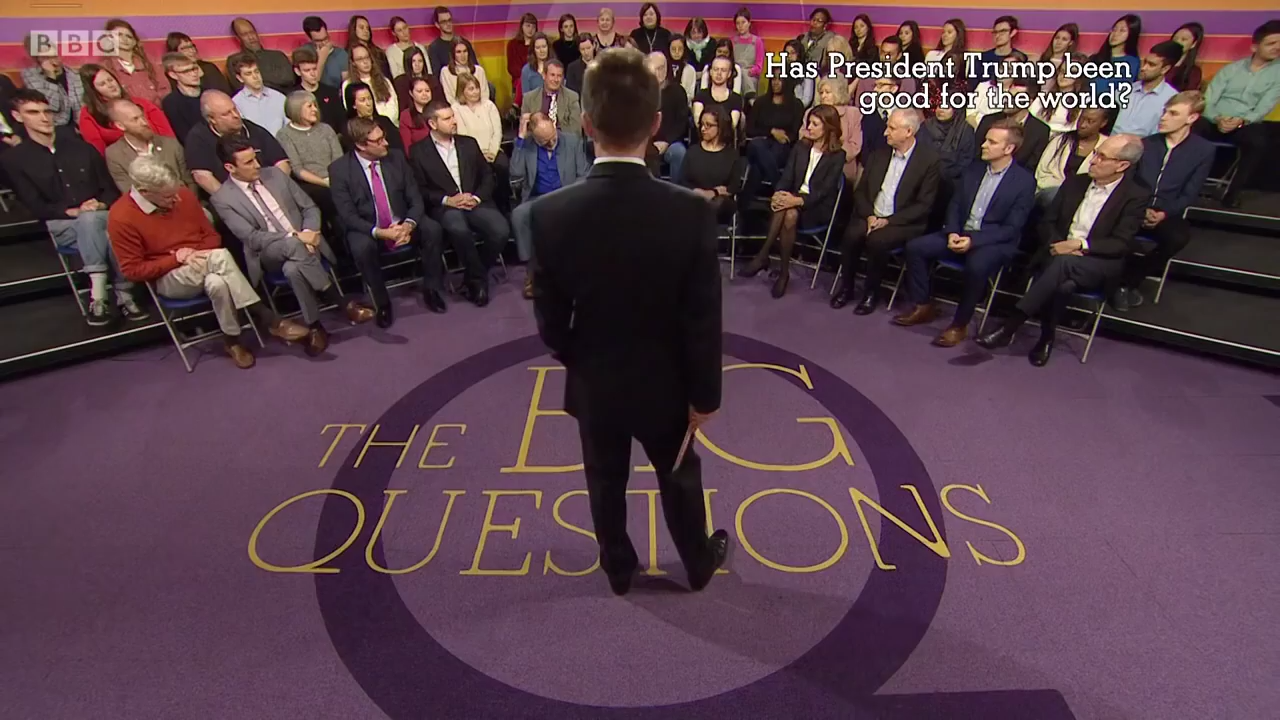 BBC
Has President Trump been
good for the world?
THE BIG
QUESTIONS